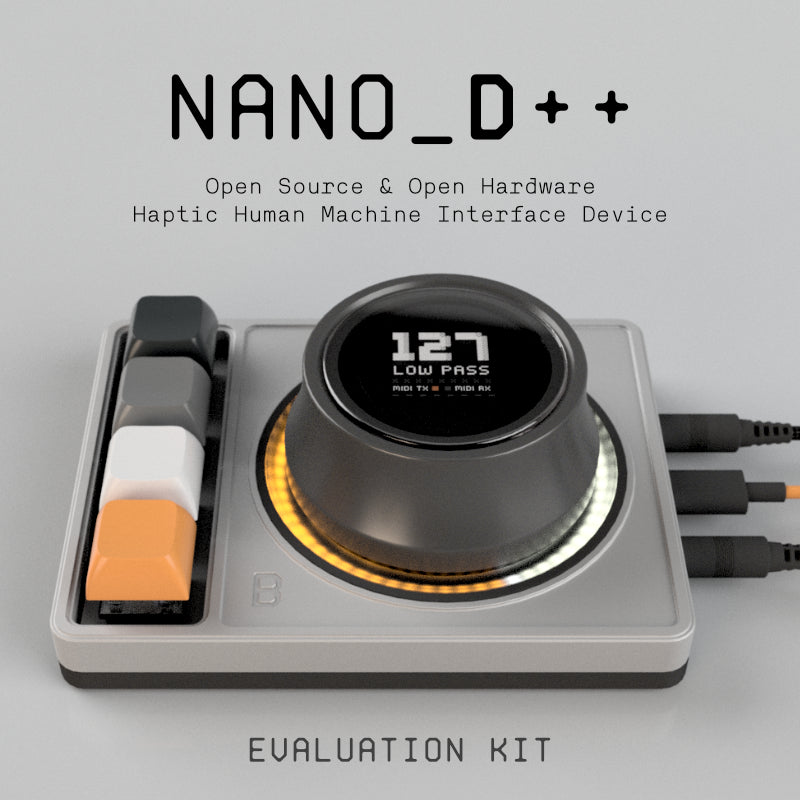 NANO_D++
Open Source & Open Hardware
Haptic Human Machine Interface Device
127
LOW PASS
MIDI TX MIDI RX
B
EVALUATION KIT